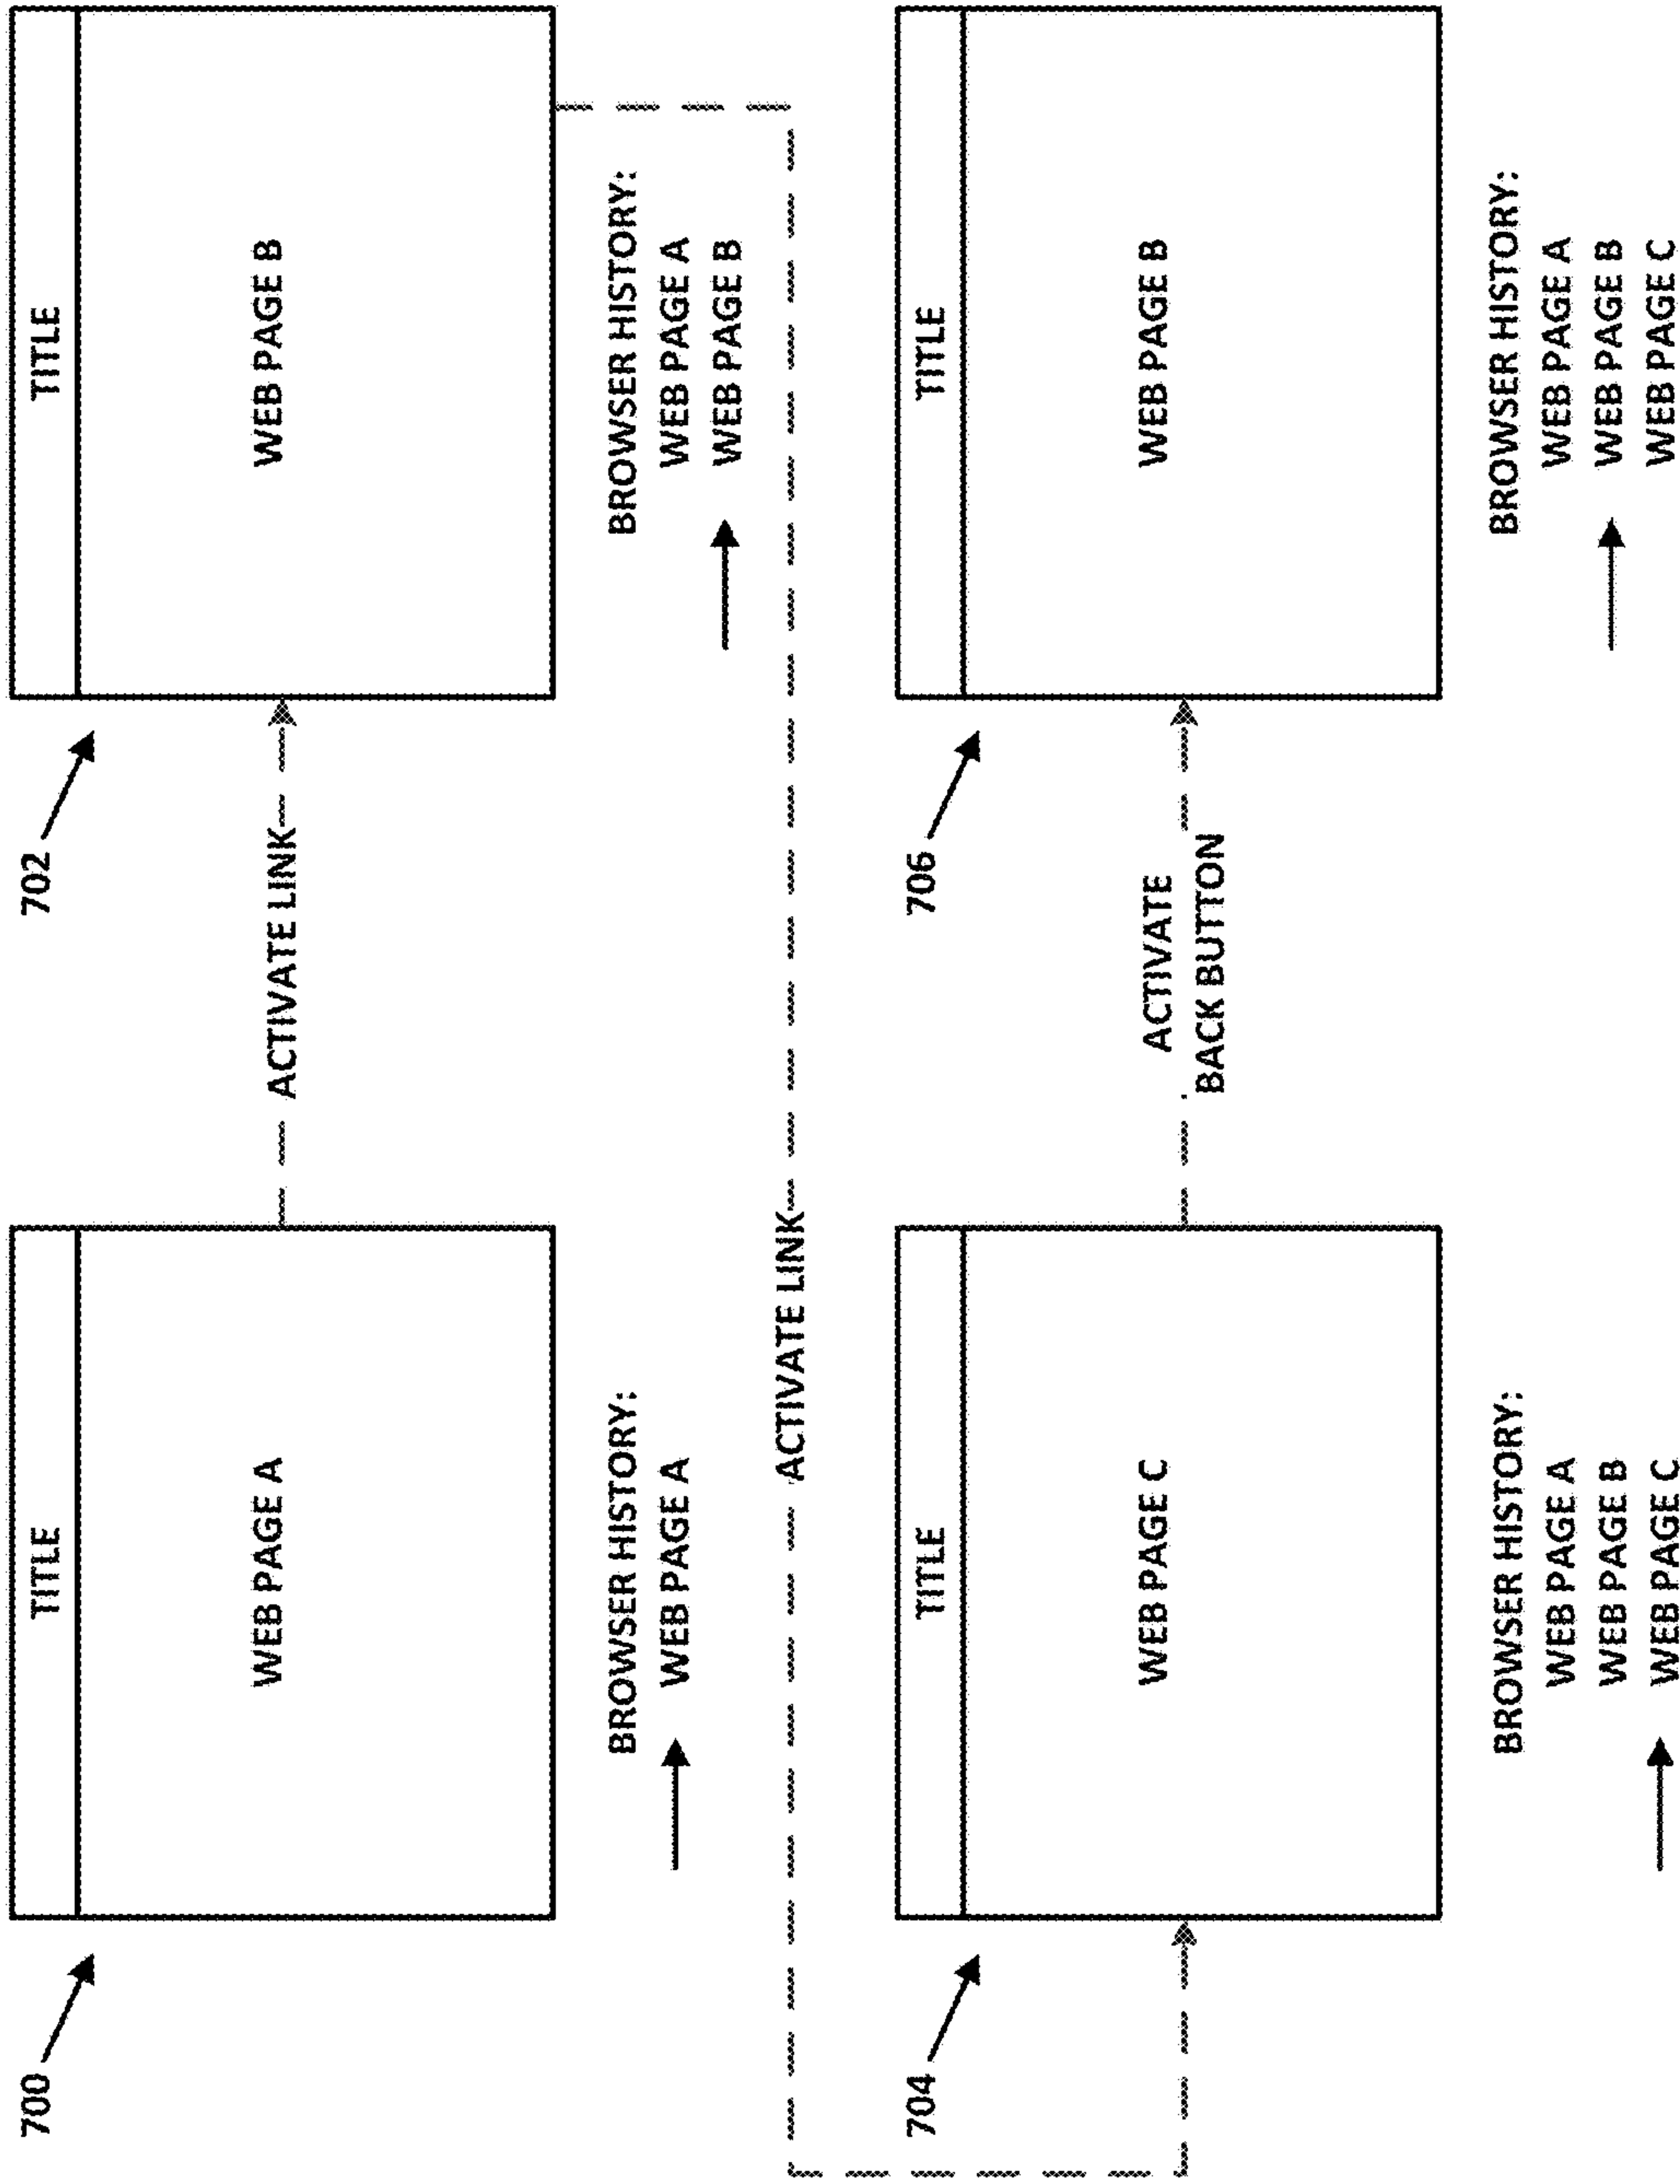 700
TITLE
WEB PAGE A
BROWSER HISTORY:
WEB PAGE A
ACTIVATE LINK
702
TITLE
WEB PAGE B
BROWSER HISTORY:
WEB PAGE A
WEB PAGE B
ACTIVATE LINK
704
TITLE
WEB PAGE C
BROWSER HISTORY:
WEB PAGE A
WEB PAGE B
WEB PAGE C
ACTIVATE
BACK BUTTON
706
TITLE
WEB PAGE B
BROWSER HISTORY:
WEB PAGE A
WEB PAGE B
WEB PAGE C